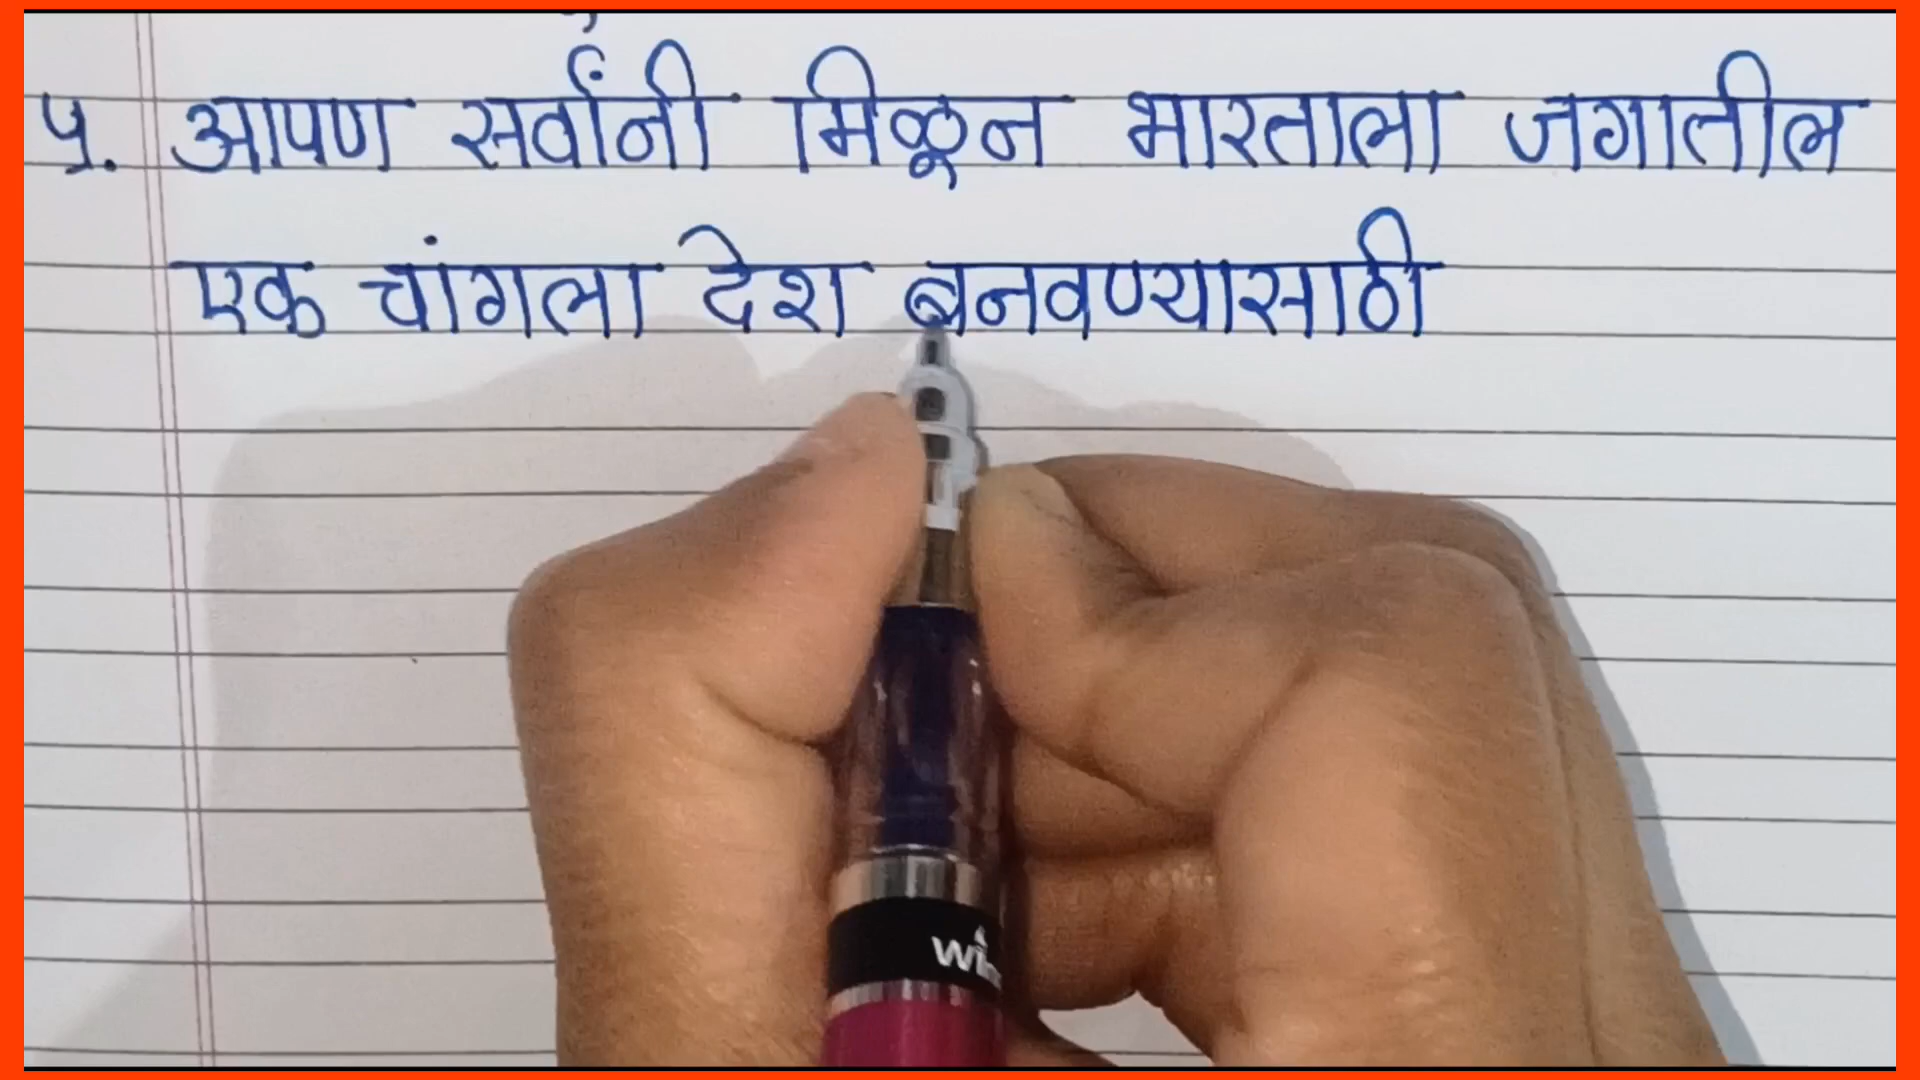 ५. आपण सर्वांनी मिळून भारताला जगातील
एक चांगला देश बनवण्यासाठी